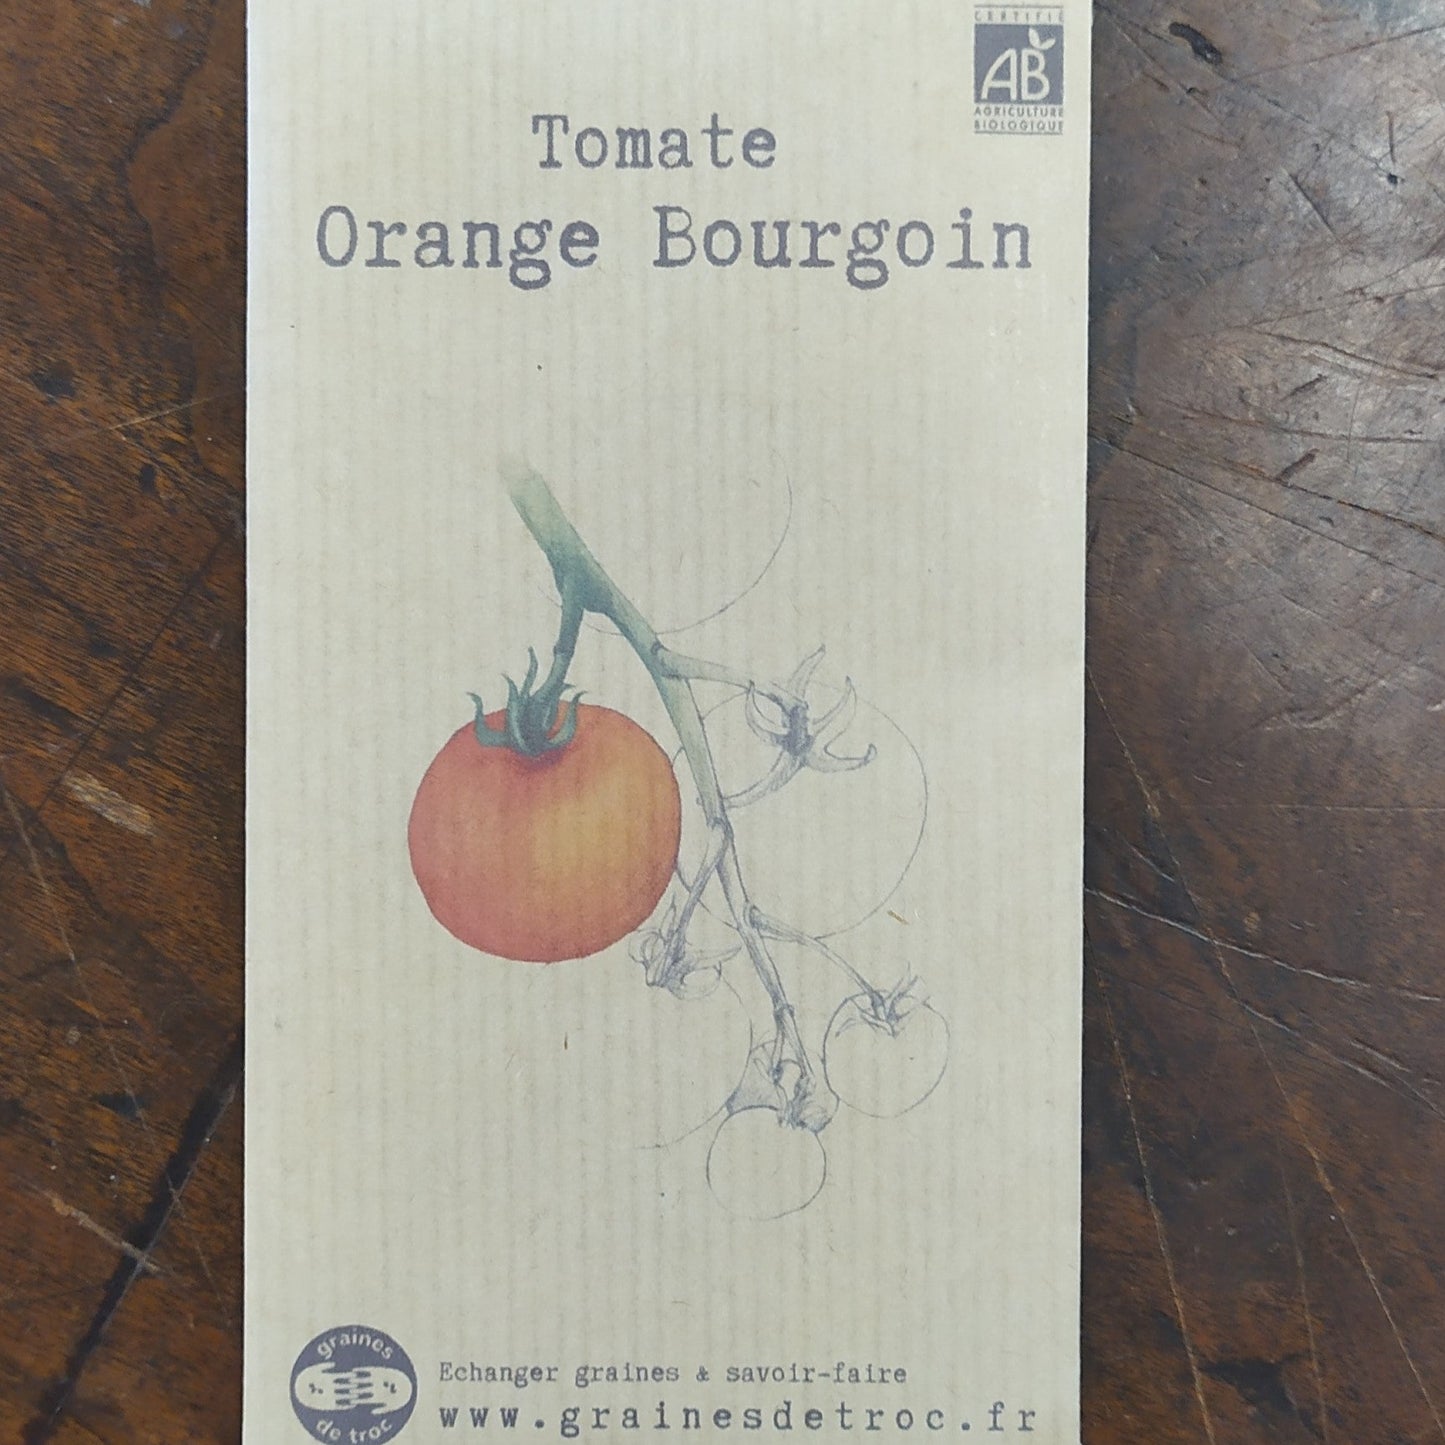 CERTIFIÉ
AB
AGRICULTURE
BIOLOGIQUE
Tomate
Orange Bourgoin
graines
de troc
Echanger graines & savoir-faire
www.grainesdetroc.fr